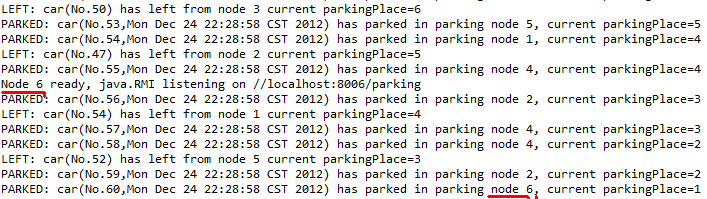 LEFT: car(No.50) has left from node 3 current parkingPlace=6
PARKED: car(No.53,Mon Dec 24 22:28:58 CST 2012) has parked in parking node 5, current parkingPlace=5
PARKED: car(No.54,Mon Dec 24 22:28:58 CST 2012) has parked in parking node 1, current parkingPlace=4
LEFT: car(No.47) has left from node 2 current parkingPlace=5
PARKED: car(No.55,Mon Dec 24 22:28:58 CST 2012) has parked in parking node 4, current parkingPlace=4
Node 6 ready, java.RMI listening on //localhost:8006/parking
PARKED: car(No.56,Mon Dec 24 22:28:58 CST 2012) has parked in parking node 2, current parkingPlace=3
LEFT: car(No.54) has left from node 1 current parkingPlace=4
PARKED: car(No.57,Mon Dec 24 22:28:58 CST 2012) has parked in parking node 4, current parkingPlace=3
PARKED: car(No.58,Mon Dec 24 22:28:58 CST 2012) has parked in parking node 4, current parkingPlace=2
LEFT: car(No.52) has left from node 5 current parkingPlace=3
PARKED: car(No.59,Mon Dec 24 22:28:58 CST 2012) has parked in parking node 2, current parkingPlace=2
PARKED: car(No.60,Mon Dec 24 22:28:58 CST 2012) has parked in parking node 6, current parkingPlace=1